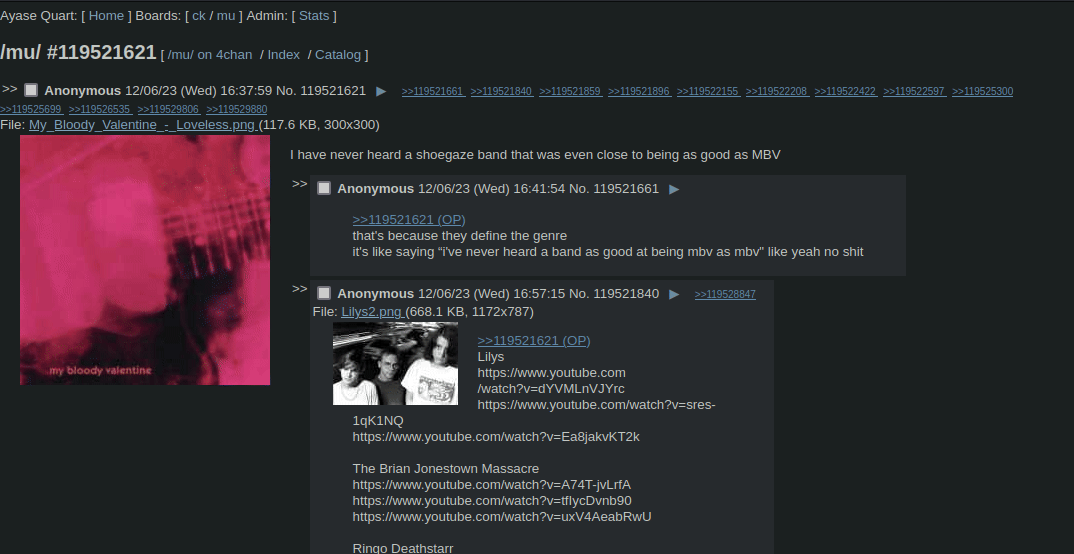 Ayase Quart: [ Home ] Boards: [ ck / mu ] Admin: [ Stats ]
/mu/ #119521621 [ /mu/ on 4chan / Index / Catalog ]
>> Anonymous 12/06/23 (Wed) 16:37:59 No. 119521621 ▶ >>119521661 >>119521840 >>119521859 >>119521896 >>119522155 >>119522208 >>119522422 >>119522597 >>119525300
>>119525699 >>119526535 >>119529806 >>119529880
File: My_Bloody_Valentine_-_Loveless.png (117.6 KB, 300x300)
my bloody valentine
I have never heard a shoegaze band that was even close to being as good as MBV
>> Anonymous 12/06/23 (Wed) 16:41:54 No. 119521661 ▶
>>119521621 (OP)
that's because they define the genre
it's like saying “i've never heard a band as good at being mbv as mbv” like yeah no shit
>> Anonymous 12/06/23 (Wed) 16:57:15 No. 119521840 ▶ >>119528847
File: Lilys2.png (668.1 KB, 1172x787)
>>119521621 (OP)
Lilys
https://www.youtube.com
/watch?v=dYVMLnVJYrc
https://www.youtube.com/watch?v=sres-
1qK1NQ
https://www.youtube.com/watch?v=Ea8jakvKT2k
The Brian Jonestown Massacre
https://www.youtube.com/watch?v=A74T-jvLrfA
https://www.youtube.com/watch?v=tfIycDvnb90
https://www.youtube.com/watch?v=uxV4AeabRwU
Ringo Deathstarr